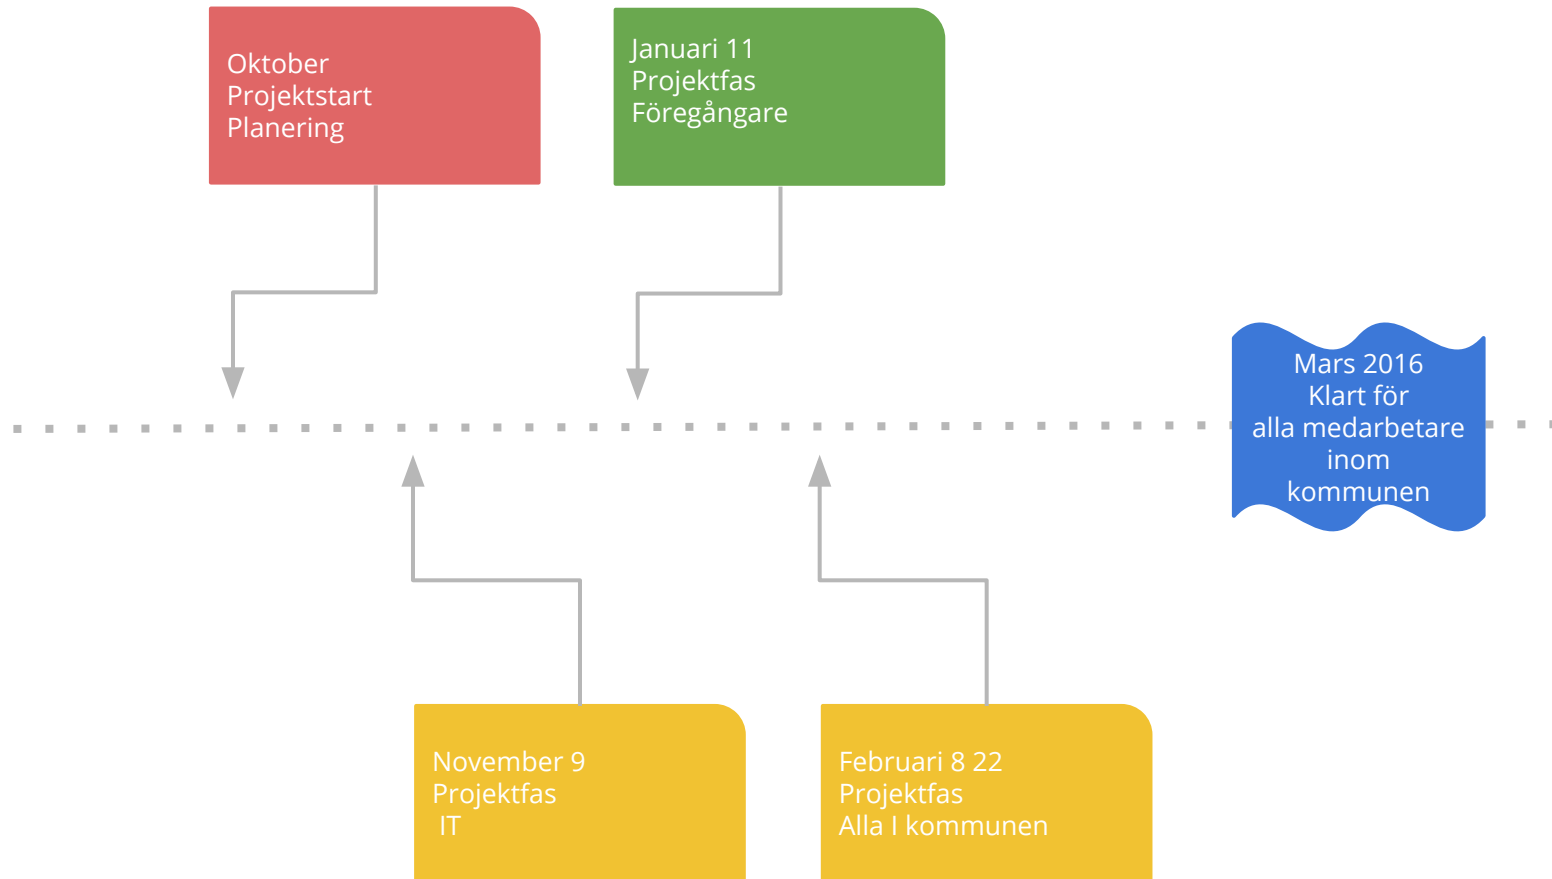 Oktober
Projektstart
Planering
Januari 11
Projektfas
Föregångare
Mars 2016
Klart för
alla medarbetare
inom
kommunen
November 9
Projektfas
IT
Februari 8 22
Projektfas
Alla I kommunen